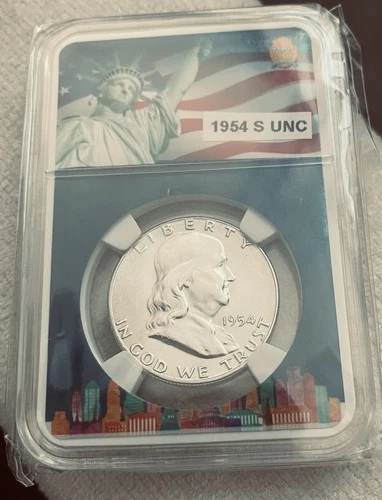 1954 S UNC
LIBERTY
1954
IN GOD WE TRUST